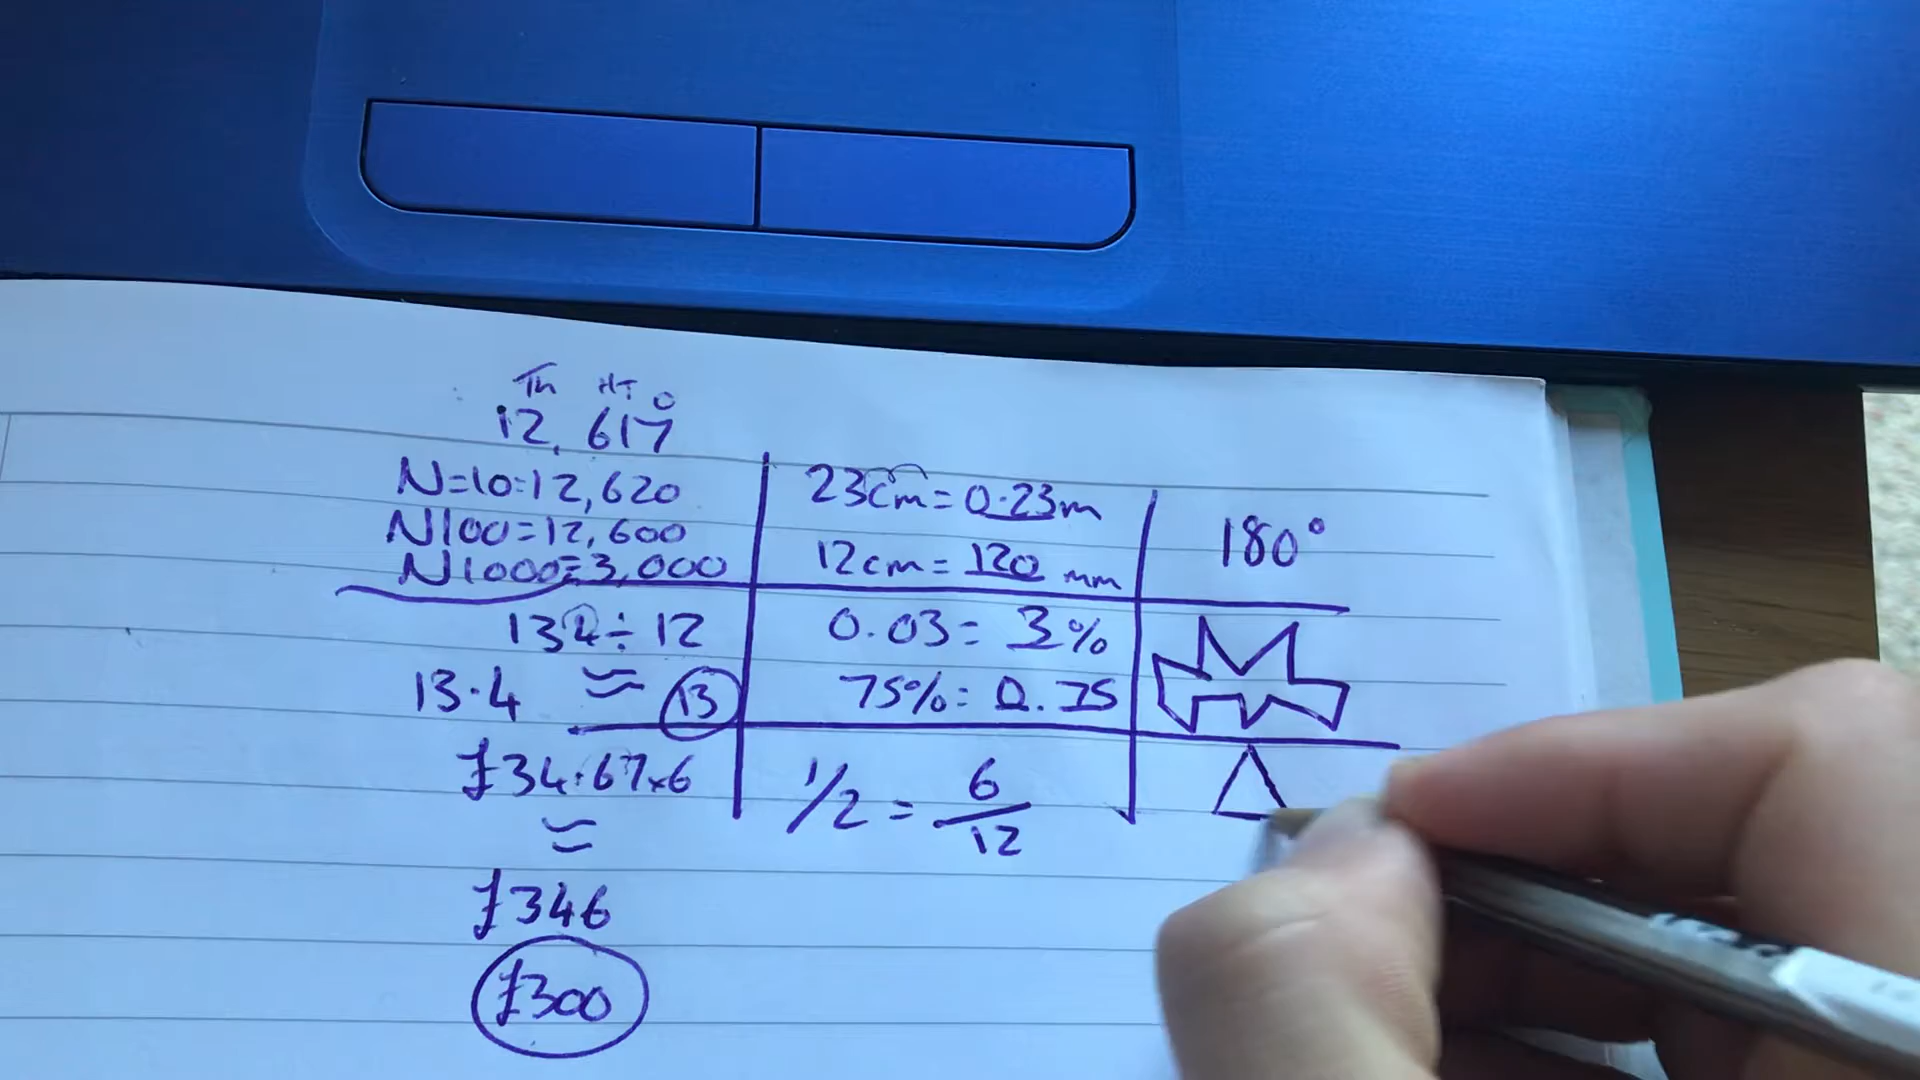 Th HT O
12,617
N=10=12,620
N100=12,600
N1000=3,000
134÷12
13.4 ≈ 13
£34.67×6
≈
£346
£300
23cm=0.23m
12cm=120 mm
0.03=3%
75%=0.75
1/2=6/12
180°